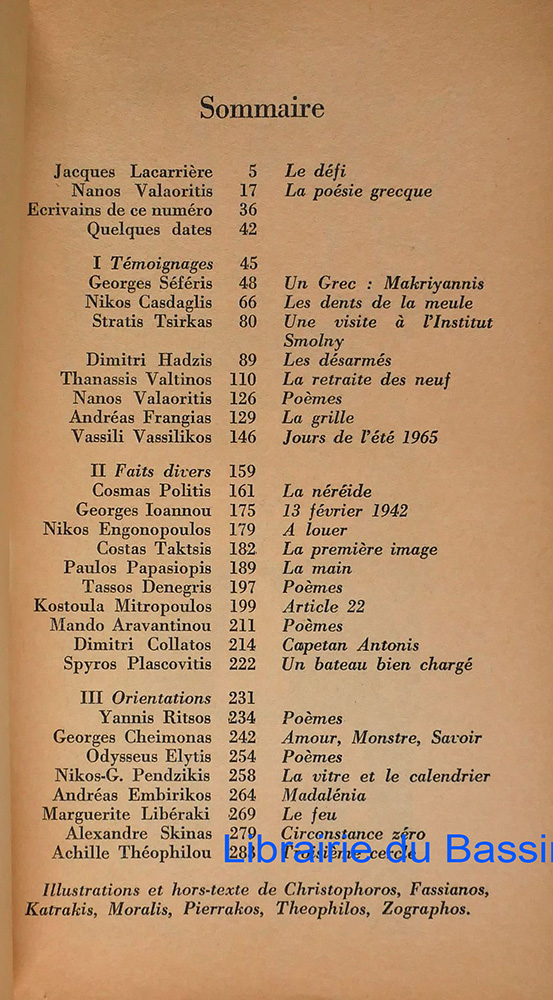 Sommaire
Jacques Lacarrière 5 Le défi
Nanos Valaoritis 17 La poésie grecque
Ecrivains de ce numéro 36
Quelques dates 42
I Témoignages 45
Georges Séféris 48 Un Grec : Makriyannis
Nikos Casdaglis 66 Les dents de la meule
Stratis Tsirkas 80 Une visite à l'Institut
Smolny
Dimitri Hadzis 89 Les désarmés
Thanassis Valtinos 110 La retraite des neuf
Nanos Valaoritis 126 Poèmes
Andréas Frangias 129 La grille
Vassili Vassilikos 146 Jours de l'été 1965
II Faits divers 159
Cosmas Politis 161 La néréide
Georges Ioannou 175 13 février 1942
Nikos Engonopoulos 179 A louer
Costas Taktsis 182 La première image
Paulos Papasiopis 189 La main
Tassos Denegris 197 Poèmes
Kostoula Mitropoulos 199 Article 22
Mando Aravantinou 211 Poèmes
Dimitri Collatos 214 Capetan Antonis
Spyros Plascovitis 222 Un bateau bien chargé
III Orientations 231
Yannis Ritsos 234 Poèmes
Georges Cheimonas 242 Amour, Monstre, Savoir
Odysseus Elytis 254 Poèmes
Nikos-G. Pendzikis 258 La vitre et le calendrier
Andréas Embirikos 264 Madalénia
Marguerite Libéraki 269 Le feu
Alexandre Skinas 279 Circonstance zéro
Achille Théophilou 283 Troisième cercle
Librairie du Bassin
Illustrations et hors-texte de Christophoros, Fassianos,
Katrakis, Moralis, Pierrakos, Theophilos, Zographos.